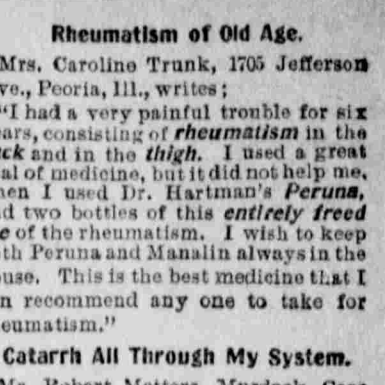 Rheumatism of Old Age.
Mrs. Caroline Trunk, 1705 Jefferson
ve., Peoria, Ill., writes;
"I had a very painful trouble for six
ars, consisting of rheumatism in the
ck and in the thigh. I used a great
al of medicine, but it did not help me.
hen I used Dr. Hartman's Peruna,
d two bottles of this entirely freed
e of the rheumatism. I wish to keep
th Peruna and Manalin always in the
use. This is the best medicine that I
n recommend any one to take for
eumatism."
Catarrh All Through My System.
Robert